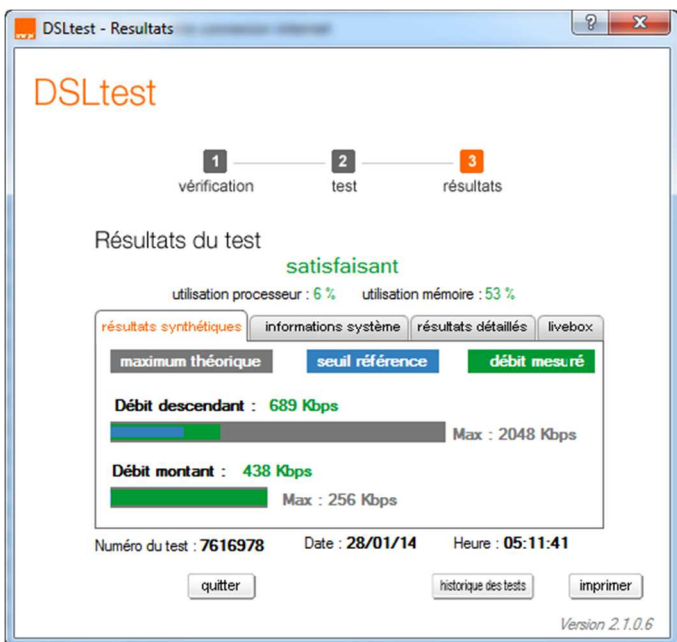 DSLtest - Resultats
DSLtest
1 2 3
vérification test résultats
Résultats du test
satisfaisant
utilisation processeur : 6 % utilisation mémoire : 53 %
résultats synthétiques informations système résultats détaillés livebox
maximum théorique seuil référence débit mesuré
Débit descendant : 689 Kbps
Max : 2048 Kbps
Débit montant : 438 Kbps
Max : 256 Kbps
Numéro du test : 7616978 Date : 28/01/14 Heure : 05:11:41
quitter historique des tests imprimer
Version 2.1.0.6